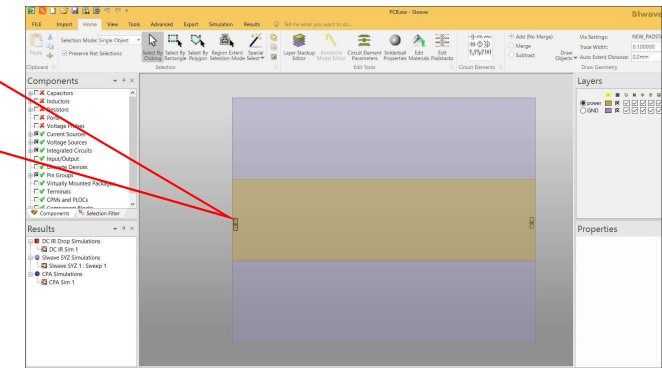 PCB.siw - SIwave
FILE Import Home View Tools Advanced Export Simulation Results Tell me what you want to do...
SIwave
Paste
Selection Mode: Single Object
Preserve Net Selections
Select By Clicking
Select By Rectangle
Select By Polygon
Region Extent Selection Mode
Special Select
Layer Stackup Editor
Circuit Element Parameters
Solderball Properties
Edit Materials
Edit Padstacks
Add (No Merge)
Merge
Subtract
Draw Objects
Via Settings: NEW_PADSTA
Trace Width: 0.100000
Auto Extent Distance: 0.2mm
Clipboard Selection Edit Tools Circuit Elements Draw Geometry
Components
Capacitors
Inductors
Resistors
Ports
Voltage Probes
Current Sources
Voltage Sources
Integrated Circuits
Input/Output
Discrete Devices
Pin Groups
Virtually Mounted Packages
Terminals
CPMs and PLOCs
Component Blocks
Components Selection Filter
Results
DC IR Drop Simulations
DC IR Sim 1
SIwave SYZ Simulations
SIwave SYZ 1 : Sweep 1
CPA Simulations
CPA Sim 1
Layers
power
GND
Properties